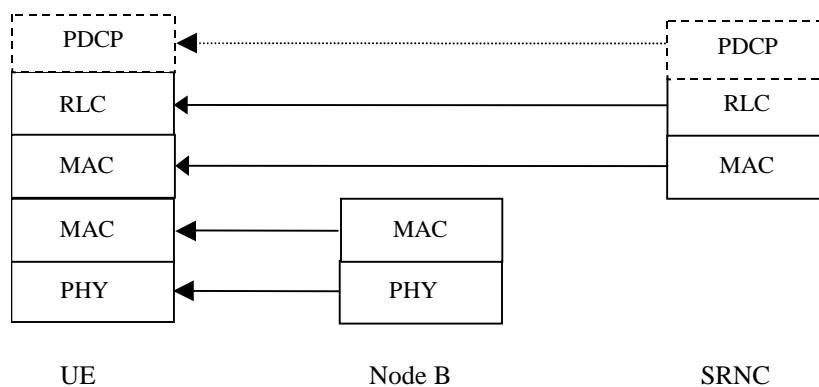 PDCP PDCP
RLC RLC
MAC MAC
MAC MAC
PHY PHY
UE Node B SRNC